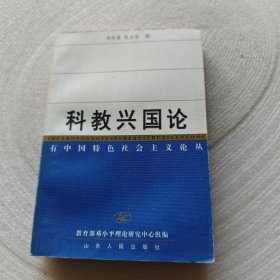 著
科教兴国论
有中国特色社会主义论丛
教育部邓小平理论研究中心组编
山东人民出版社